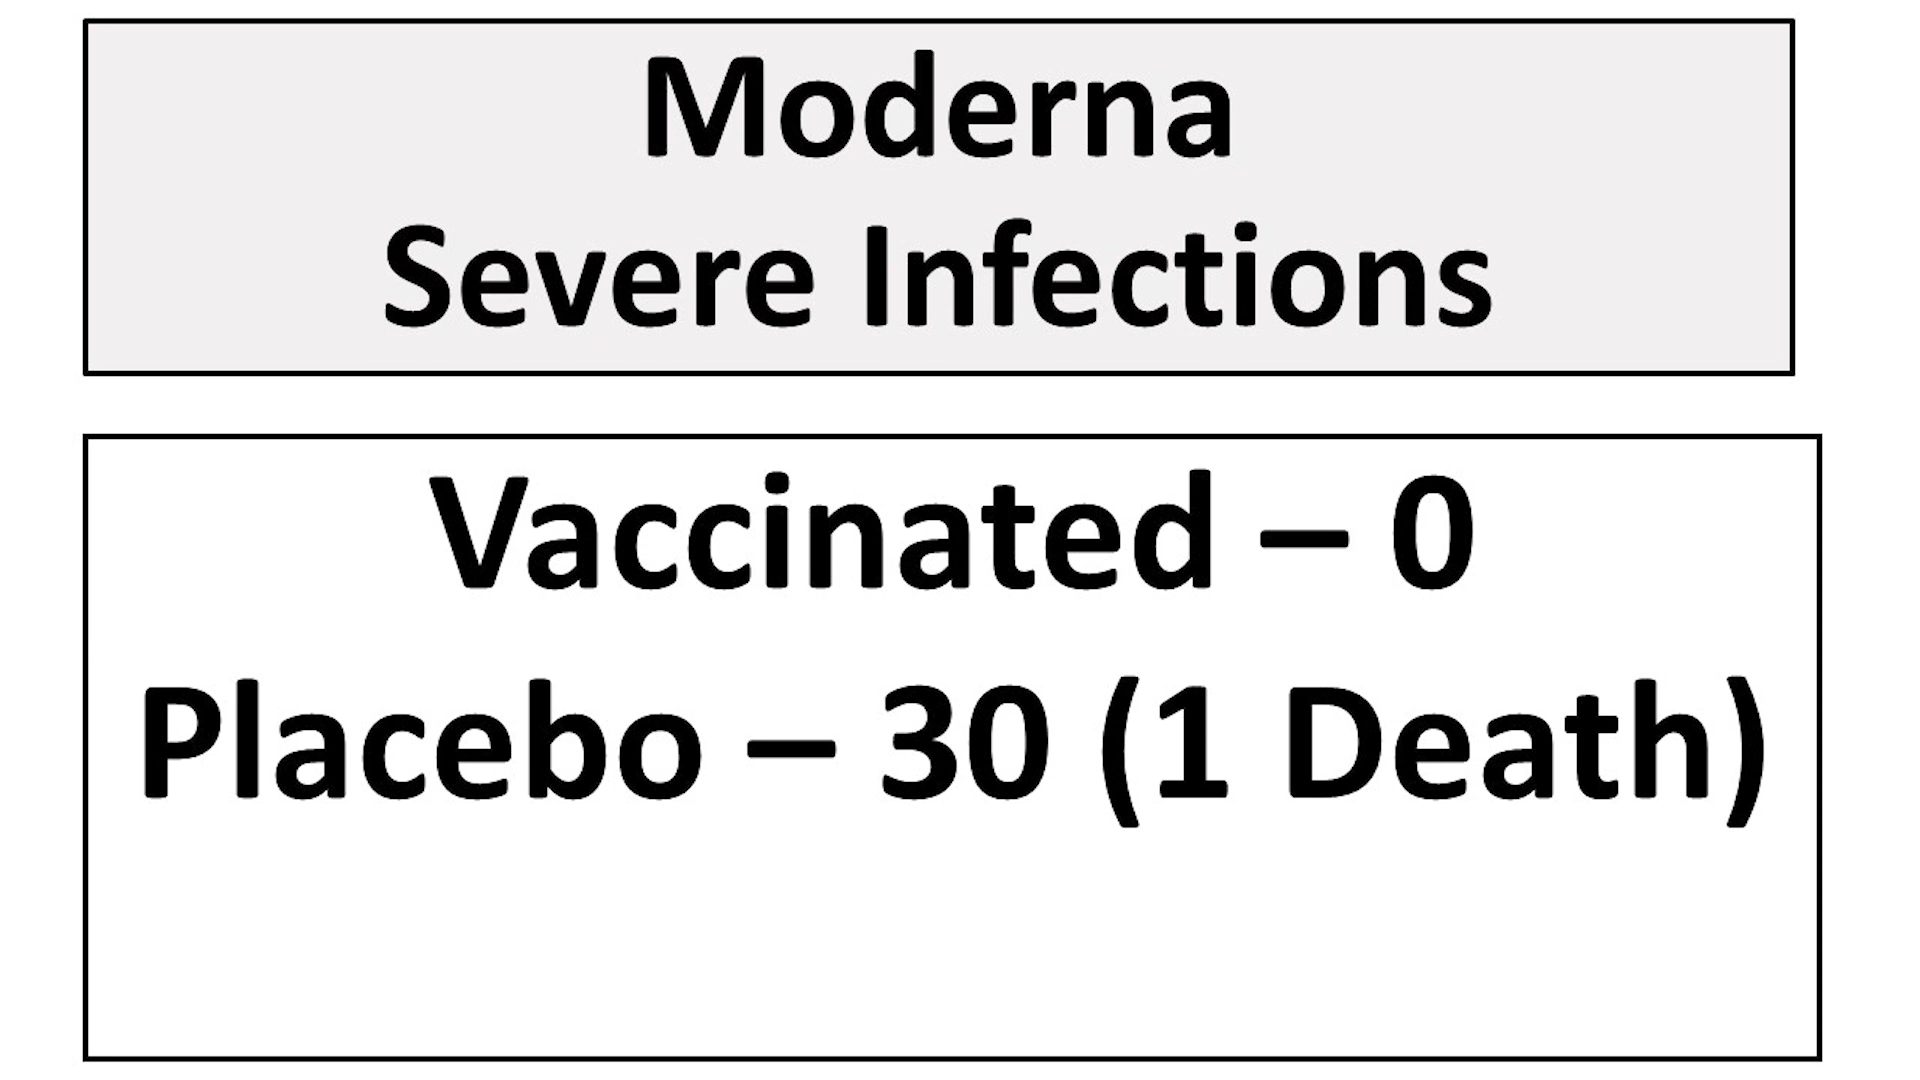 Moderna
Severe Infections
Vaccinated – 0
Placebo – 30 (1 Death)